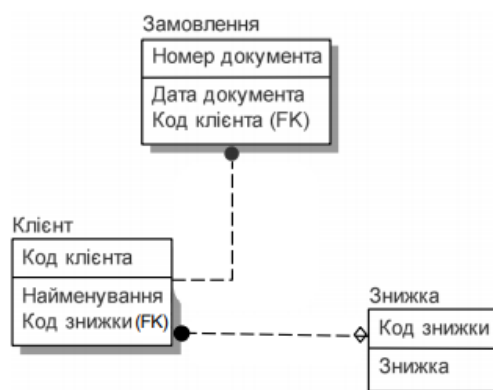 Замовлення
Номер документа
Дата документа
Код клієнта (FK)
Клієнт
Код клієнта
Найменування
Код знижки (FK)
Знижка
Код знижки
Знижка